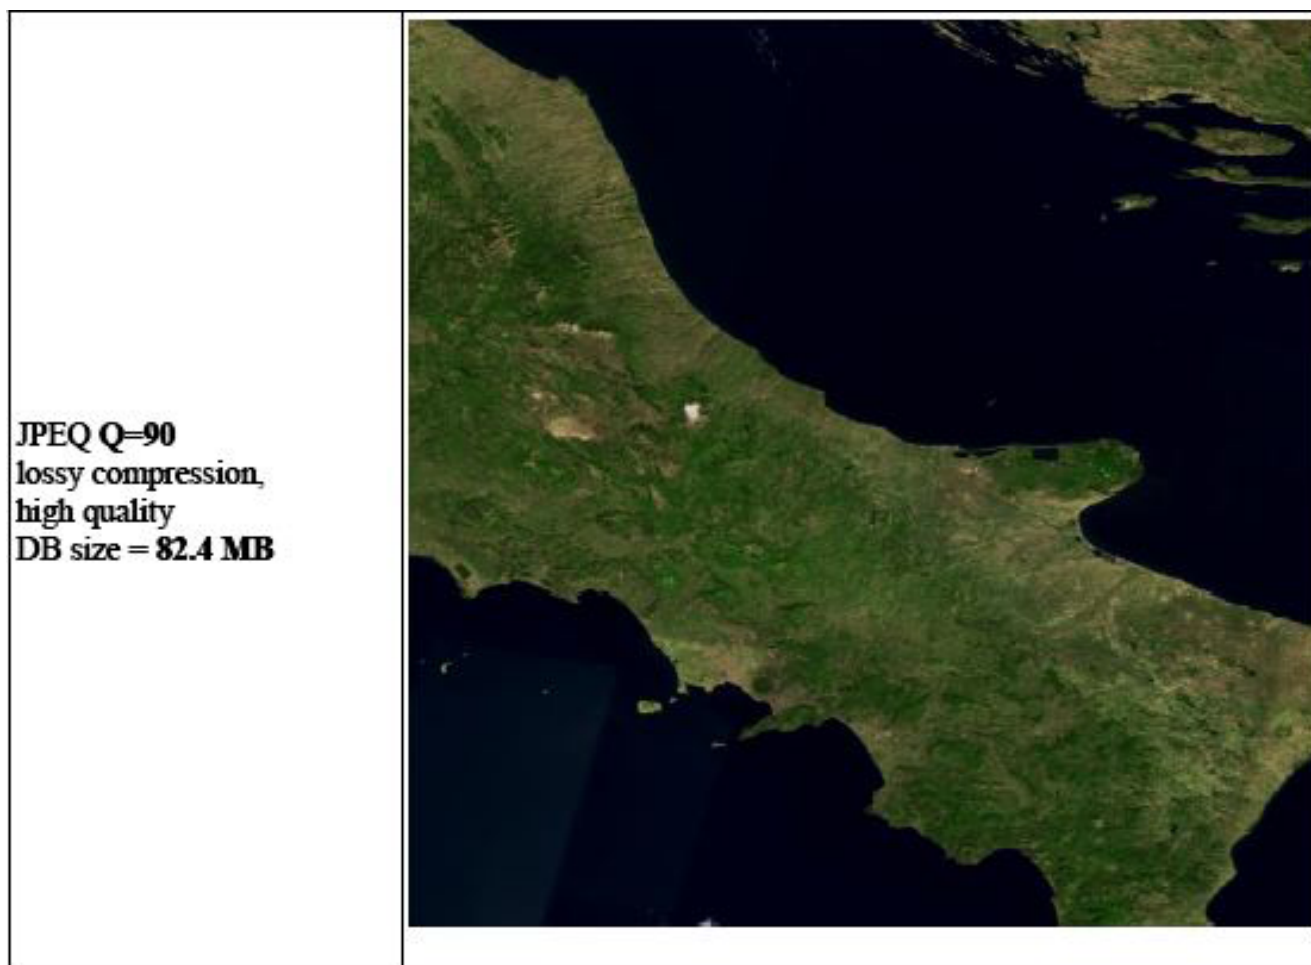 JPEQ Q=90
lossy compression,
high quality
DB size = 82.4 MB